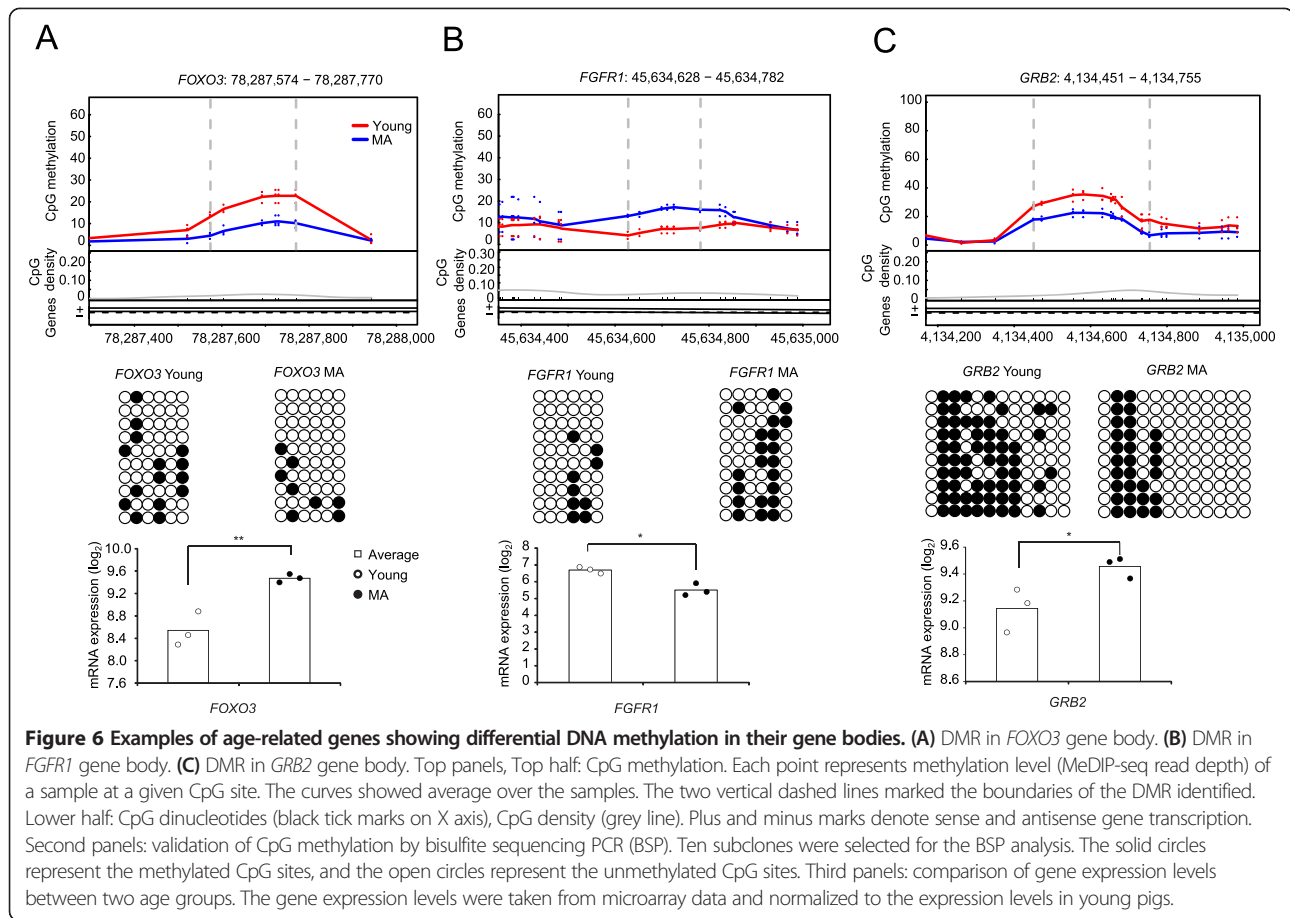 A
B
C
FOXO3: 78,287,574 – 78,287,770
FGFR1: 45,634,628 – 45,634,782
GRB2: 4,134,451 – 4,134,755
CpG methylation
60
50
40
30
20
10
0
Young
MA
CpG density
0.20
0.10
0
Genes
+
−
78,287,400
78,287,600
78,287,800
78,288,000
CpG methylation
60
50
40
30
20
10
0
CpG density
0.30
0.20
0.10
0
Genes
+
−
45,634,400
45,634,600
45,634,800
45,635,000
CpG methylation
100
80
60
40
20
0
CpG density
0.20
0.10
0
Genes
+
−
4,134,200
4,134,400
4,134,600
4,134,800
4,135,000
FOXO3 Young
FOXO3 MA
FGFR1 Young
FGFR1 MA
GRB2 Young
GRB2 MA
mRNA expression (log2)
10.0
9.6
9.2
8.8
8.4
8.0
7.6
**
Average
Young
MA
FOXO3
mRNA expression (log2)
8
7
6
5
4
3
2
1
0
*
FGFR1
mRNA expression (log2)
9.6
9.4
9.2
9.0
8.8
8.6
*
GRB2
Figure 6 Examples of age-related genes showing differential DNA methylation in their gene bodies. (A) DMR in FOXO3 gene body. (B) DMR in
FGFR1 gene body. (C) DMR in GRB2 gene body. Top panels, Top half: CpG methylation. Each point represents methylation level (MeDIP-seq read depth) of
a sample at a given CpG site. The curves showed average over the samples. The two vertical dashed lines marked the boundaries of the DMR identified.
Lower half: CpG dinucleotides (black tick marks on X axis), CpG density (grey line). Plus and minus marks denote sense and antisense gene transcription.
Second panels: validation of CpG methylation by bisulfite sequencing PCR (BSP). Ten subclones were selected for the BSP analysis. The solid circles
represent the methylated CpG sites, and the open circles represent the unmethylated CpG sites. Third panels: comparison of gene expression levels
between two age groups. The gene expression levels were taken from microarray data and normalized to the expression levels in young pigs.